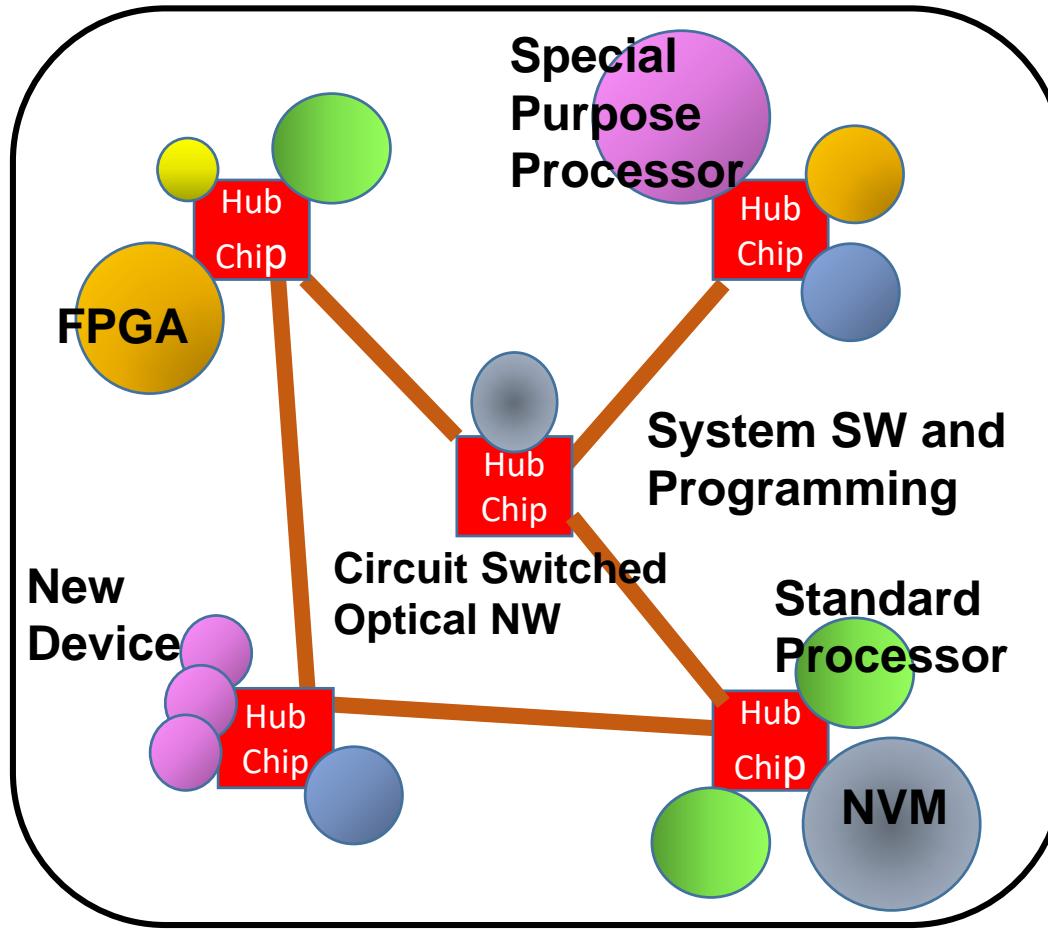 Special
Purpose
Processor
Hub
Chip
Hub
Chip
FPGA
System SW and
Programming
Hub
Chip
Circuit Switched
Optical NW
New
Device
Standard
Processor
Hub
Chip
Hub
Chip
NVM